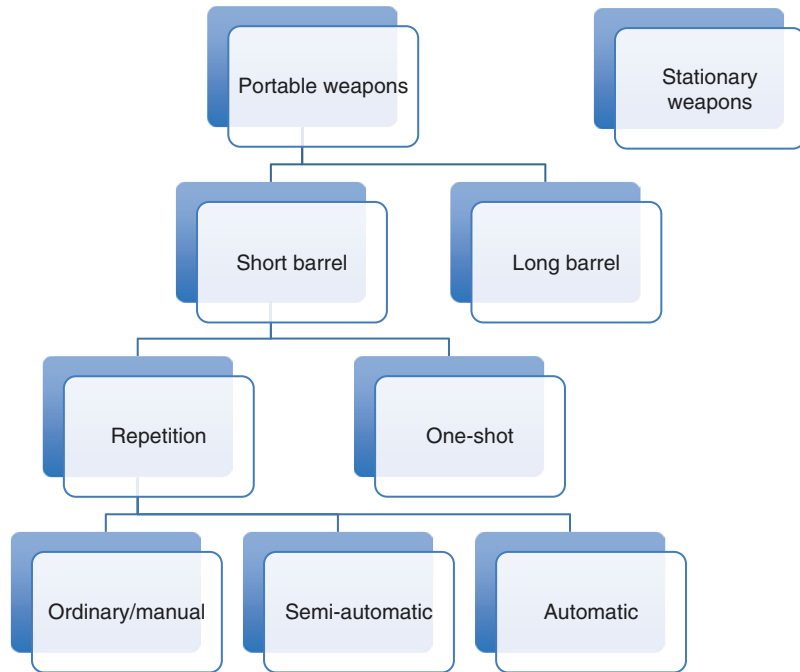 Portable weapons
Stationary
weapons
Short barrel
Long barrel
Repetition
One-shot
Ordinary/manual
Semi-automatic
Automatic